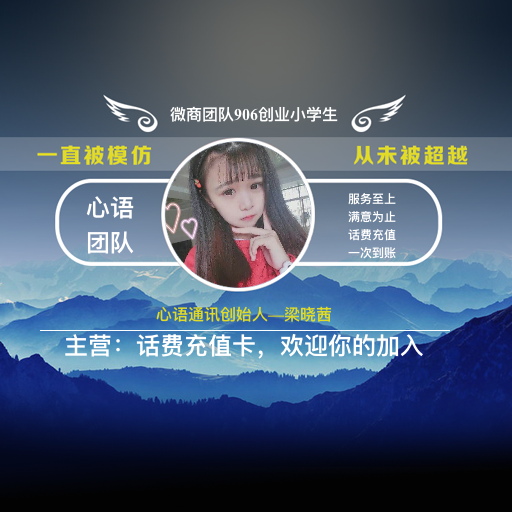 微商团队906创业小学生
一直被模仿
从未被超越
心语
团队
服务至上
满意为止
话费充值
一次到账
心语通讯创始人—梁晓茜
主营：话费充值卡，欢迎你的加入